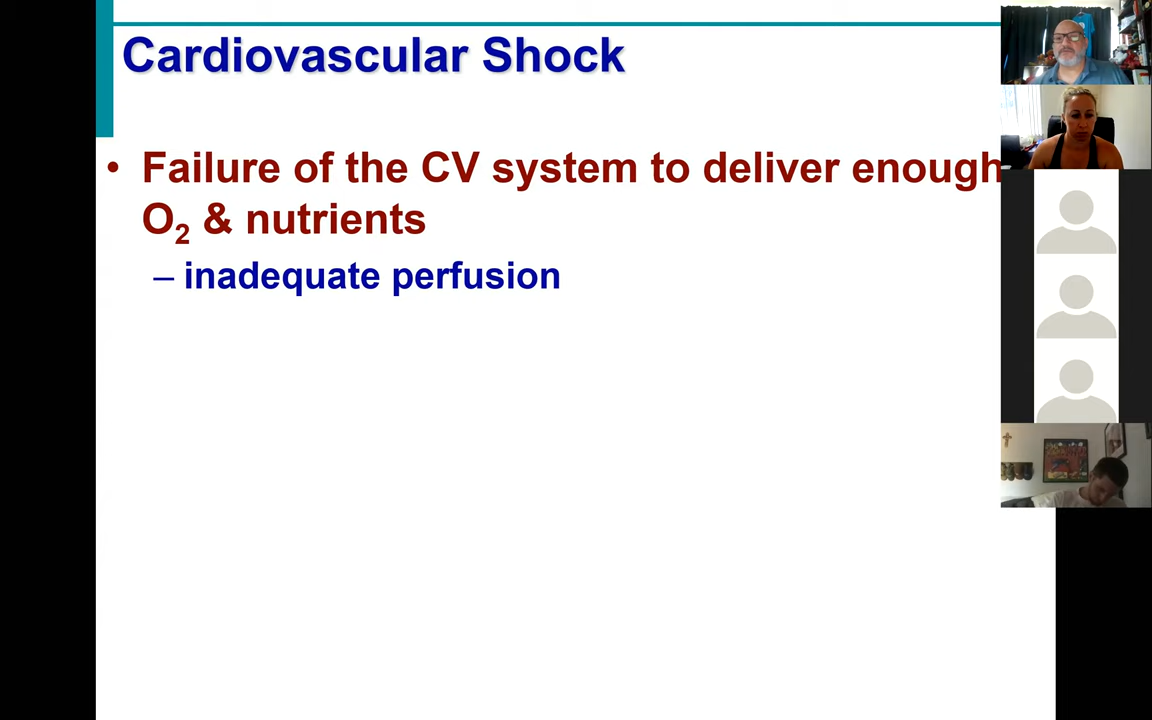 Cardiovascular Shock
• Failure of the CV system to deliver enough
O₂ & nutrients
– inadequate perfusion